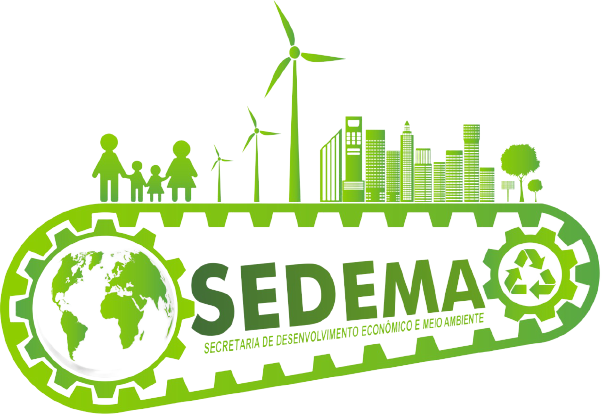 SEDEMA
SECRETARIA DE DESENVOLVIMENTO ECONÔMICO E MEIO AMBIENTE